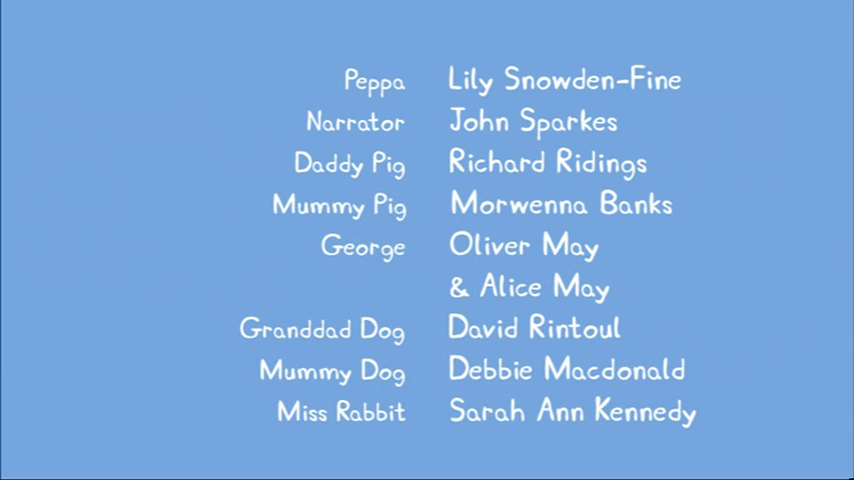 Peppa Lily Snowden-Fine
Narrator John Sparkes
Daddy Pig Richard Ridings
Mummy Pig Morwenna Banks
George Oliver May
& Alice May
Granddad Dog David Rintoul
Mummy Dog Debbie Macdonald
Miss Rabbit Sarah Ann Kennedy